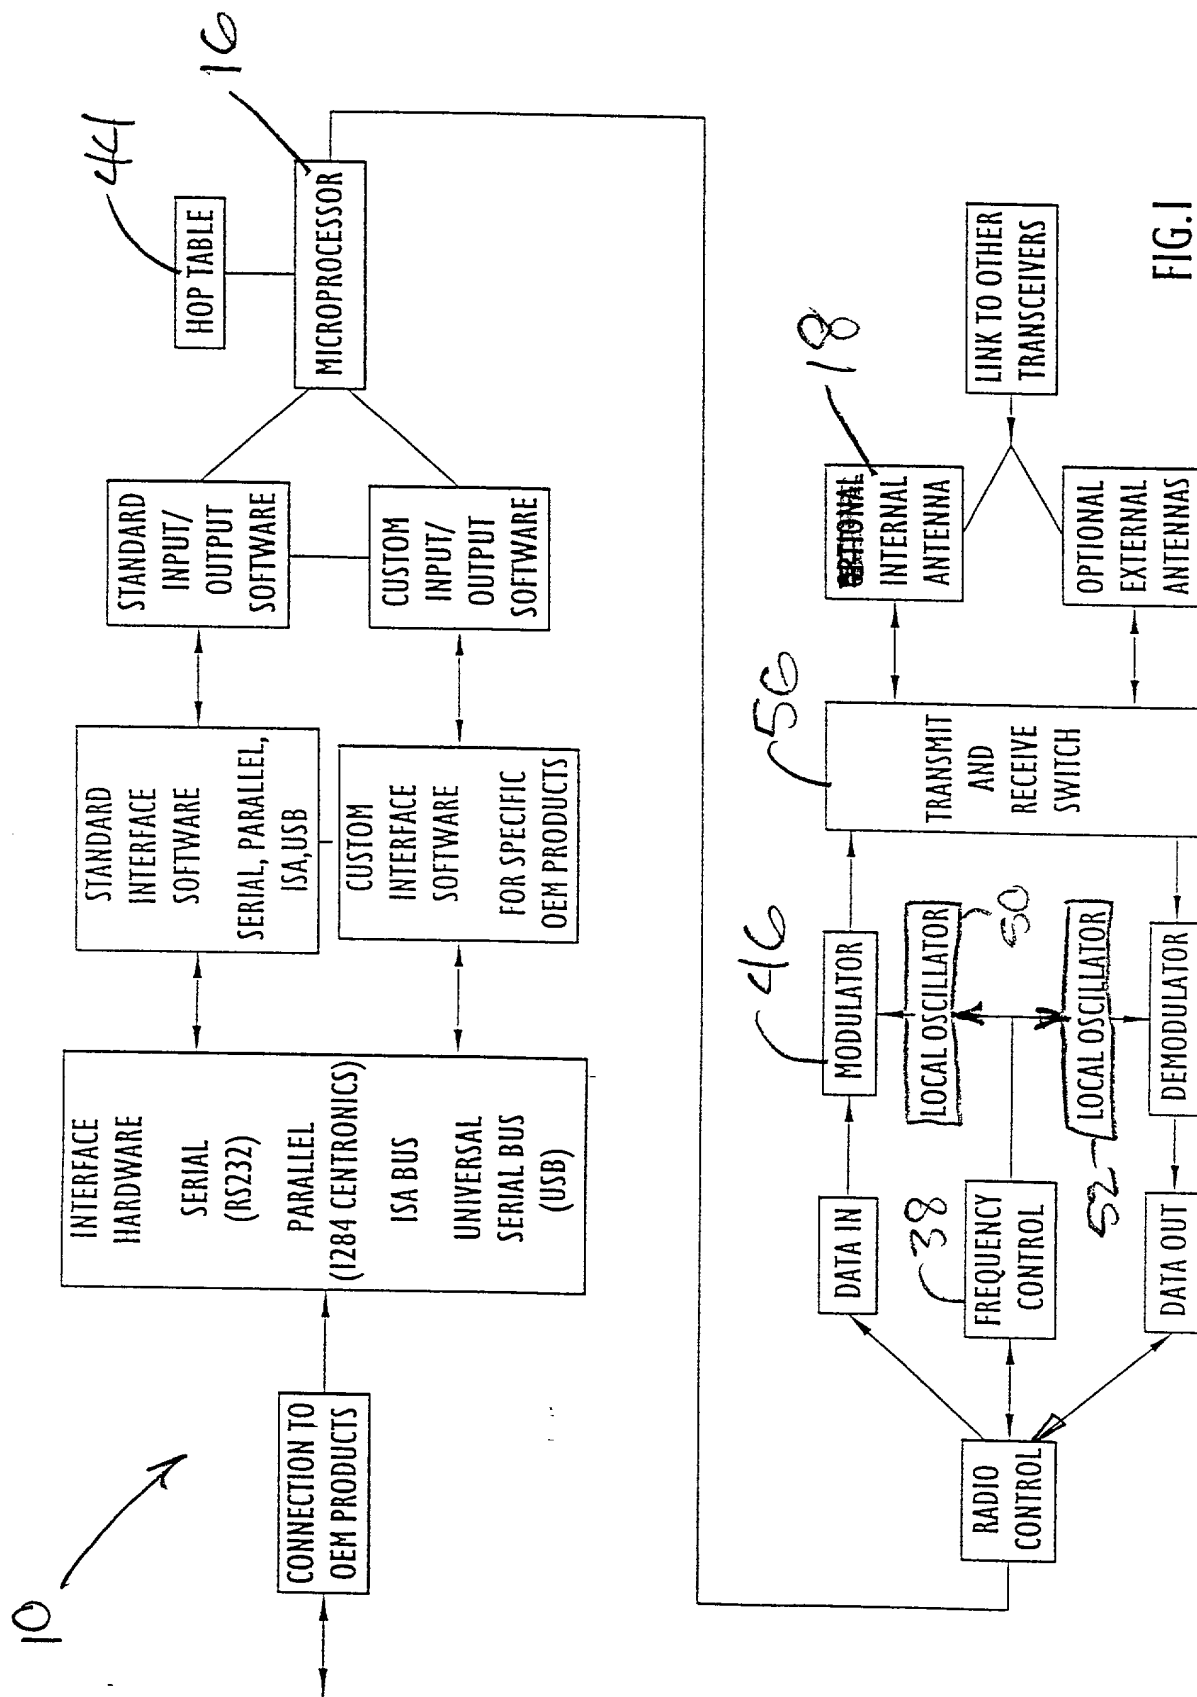 10
CONNECTION TO
OEM PRODUCTS
INTERFACE
HARDWARE
SERIAL
(RS232)
PARALLEL
(1284 CENTRONICS)
ISA BUS
UNIVERSAL
SERIAL BUS
(USB)
STANDARD
INTERFACE
SOFTWARE
SERIAL, PARALLEL,
ISA,USB
CUSTOM
INTERFACE
SOFTWARE
FOR SPECIFIC
OEM PRODUCTS
STANDARD
INPUT/
OUTPUT
SOFTWARE
CUSTOM
INPUT/
OUTPUT
SOFTWARE
44
HOP TABLE
16
MICROPROCESSOR
RADIO
CONTROL
DATA IN
38
FREQUENCY
CONTROL
DATA OUT
46
MODULATOR
LOCAL OSCILLATOR
50
52
LOCAL OSCILLATOR
DEMODULATOR
56
TRANSMIT
AND
RECEIVE
SWITCH
18
OPTIONAL
INTERNAL
ANTENNA
OPTIONAL
EXTERNAL
ANTENNAS
LINK TO OTHER
TRANSCEIVERS
FIG.1